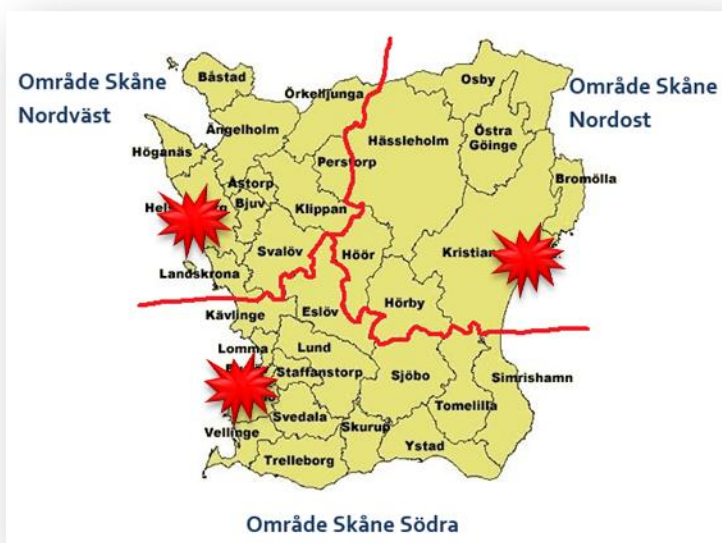 Område Skåne
Nordväst
Område Skåne
Nordost
Båstad
Osby
Örkelljunga
Ängelholm
Hässleholm
Östra
Göinge
Höganäs
Perstorp
Bromölla
Åstorp
Bjuv
Klippan
Svalöv
Höör
Landskrona
Hörby
Kävlinge
Eslöv
Lomma
Lund
Staffanstorp
Sjöbo
Simrishamn
Svedala
Tomelilla
Vellinge
Skurup
Ystad
Trelleborg
Område Skåne Södra